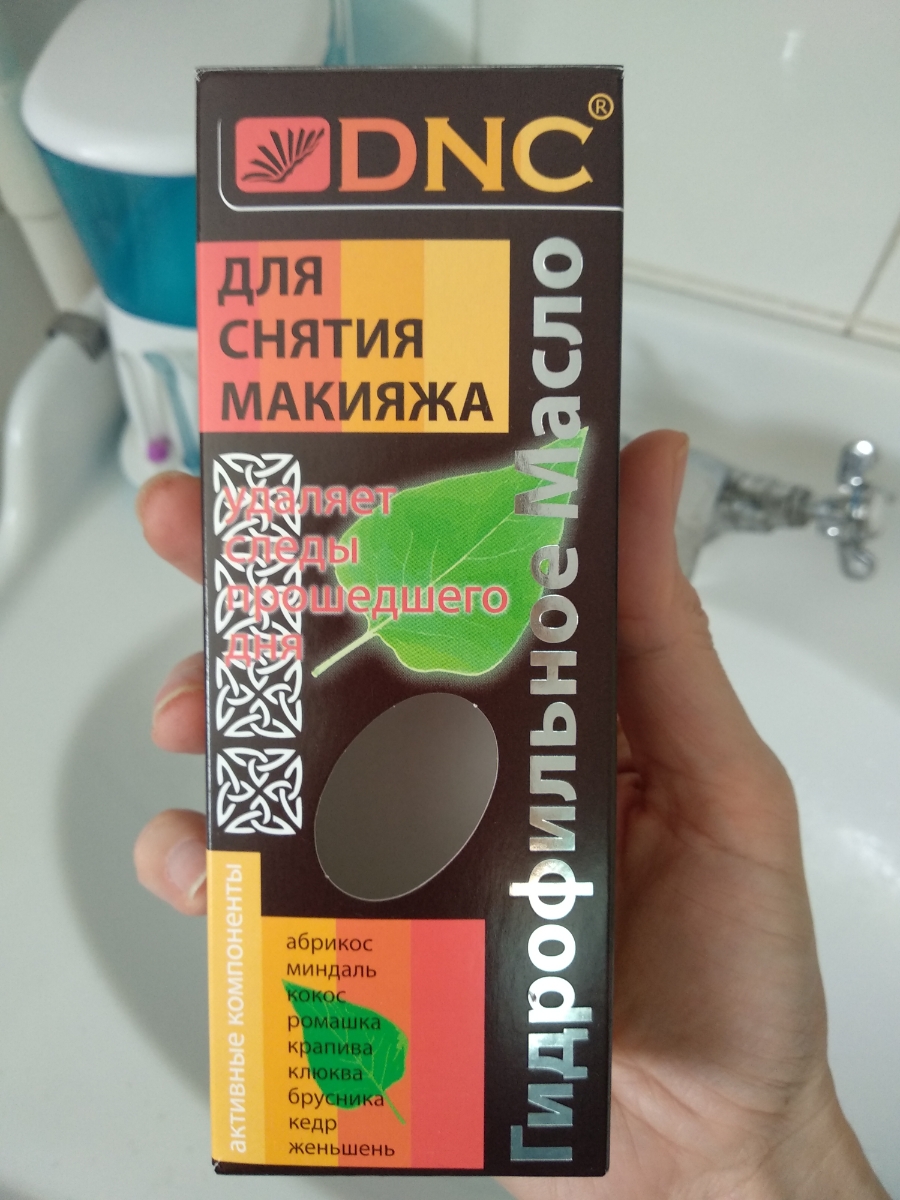 DNC®
ДЛЯ
СНЯТИЯ
МАКИЯЖА
удаляет
следы
прошедшего
дня
Гидрофильное Масло
активные компоненты
абрикос
миндаль
кокос
ромашка
крапива
клюква
брусника
кедр
женьшень